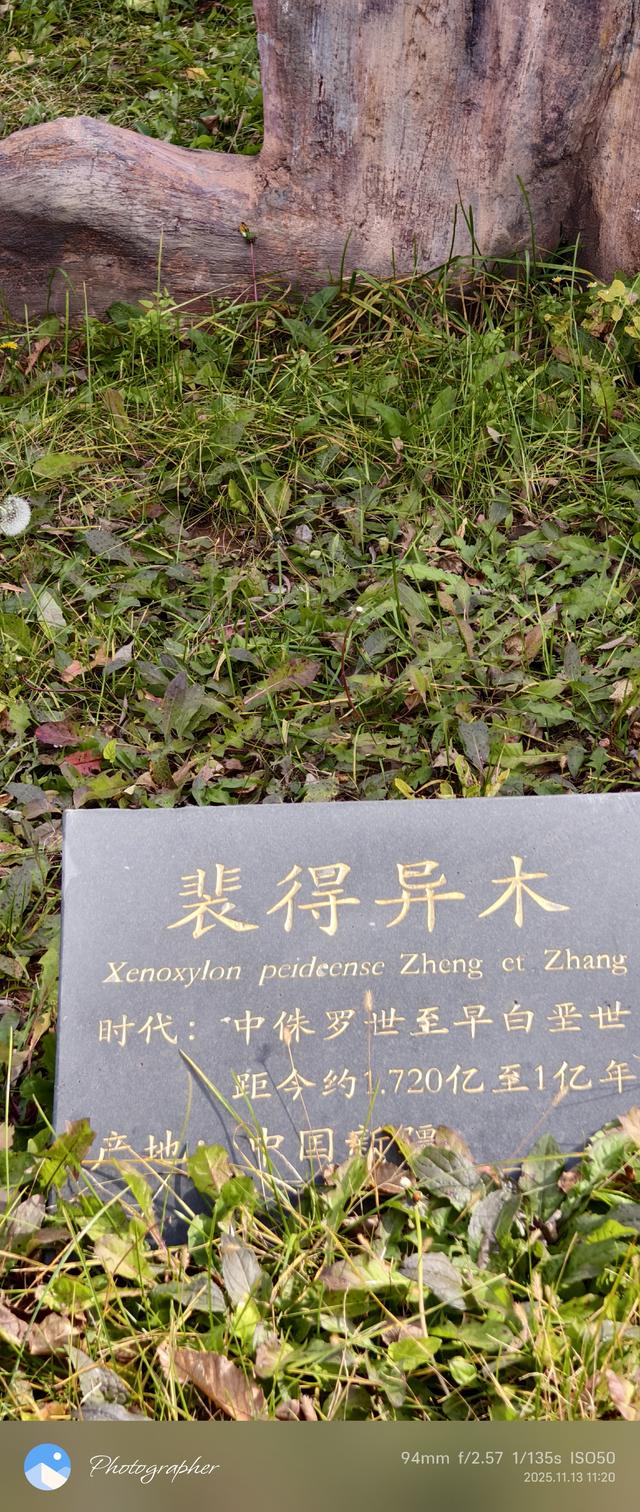 裴得异木
Xenoxylon peideense Zheng et Zhang
时代：中侏罗世至早白垩世
距今约1.720亿至1亿年
产地：中国新疆
Photographer
94mm f/2.57 1/135s ISO50
2025.11.13 11:20